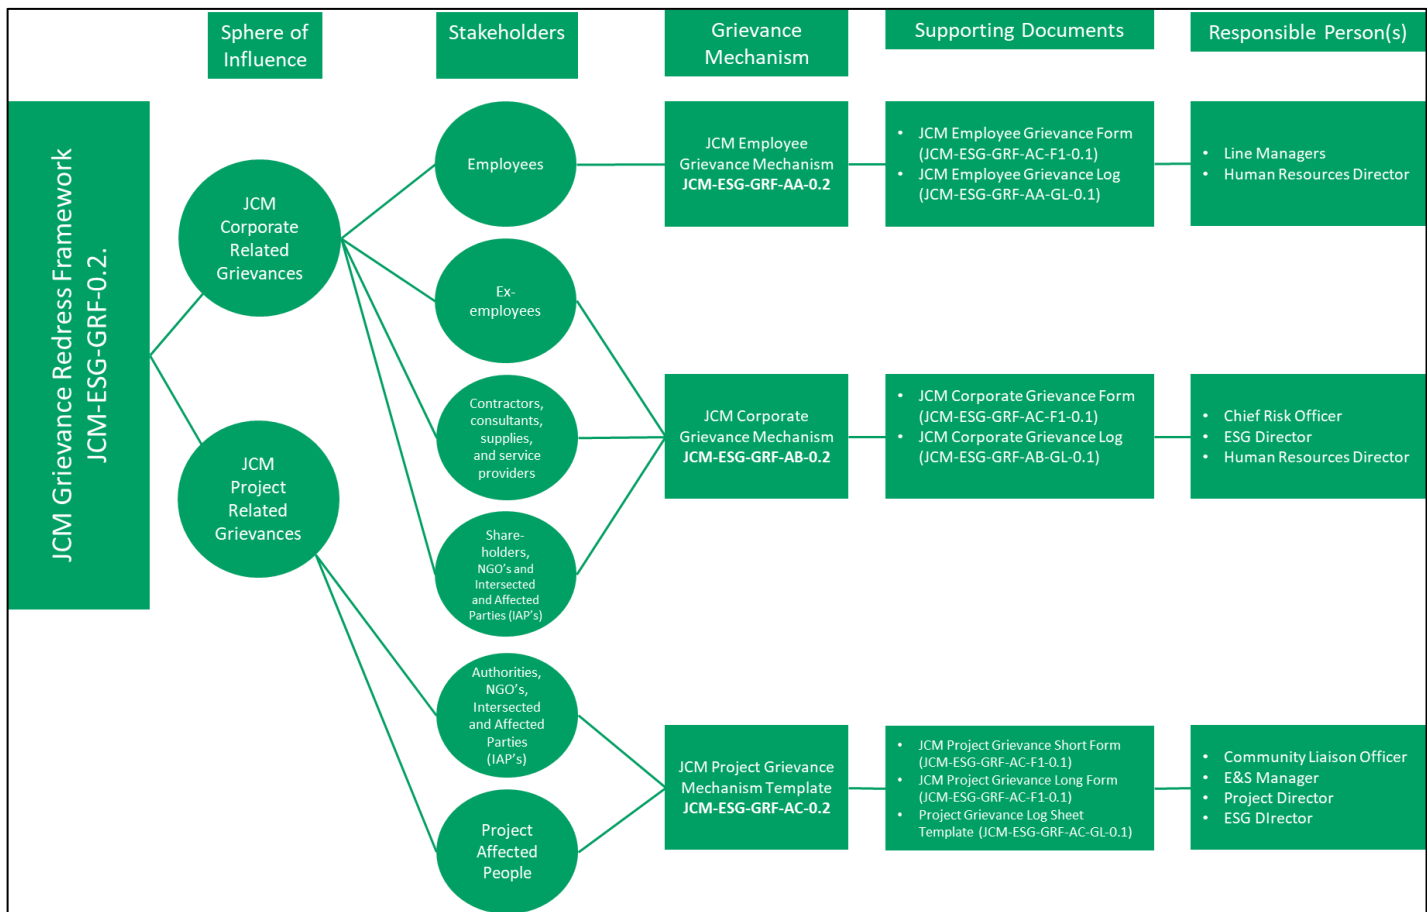 Sphere of
Influence
Stakeholders
Grievance
Mechanism
Supporting Documents
Responsible Person(s)
JCM Grievance Redress Framework
JCM-ESG-GRF-0.2.
JCM
Corporate
Related
Grievances
JCM
Project
Related
Grievances
Employees
Ex-
employees
Contractors,
consultants,
supplies,
and service
providers
Share-
holders,
NGO's and
Intersected
and Affected
Parties (IAP's)
Authorities,
NGO's,
Intersected
and Affected
Parties
(IAP's)
Project
Affected
People
JCM Employee
Grievance Mechanism
JCM-ESG-GRF-AA-0.2
• JCM Employee Grievance Form
(JCM-ESG-GRF-AC-F1-0.1)
• JCM Employee Grievance Log
(JCM-ESG-GRF-AA-GL-0.1)
• Line Managers
• Human Resources Director
JCM Corporate
Grievance Mechanism
JCM-ESG-GRF-AB-0.2
• JCM Corporate Grievance Form
(JCM-ESG-GRF-AC-F1-0.1)
• JCM Corporate Grievance Log
(JCM-ESG-GRF-AB-GL-0.1)
• Chief Risk Officer
• ESG Director
• Human Resources Director
JCM Project Grievance
Mechanism Template
JCM-ESG-GRF-AC-0.2
• JCM Project Grievance Short Form
(JCM-ESG-GRF-AC-F1-0.1)
• JCM Project Grievance Long Form
(JCM-ESG-GRF-AC-F1-0.1)
• Project Grievance Log Sheet
Template (JCM-ESG-GRF-AC-GL-0.1)
• Community Liaison Officer
• E&S Manager
• Project Director
• ESG DIrector